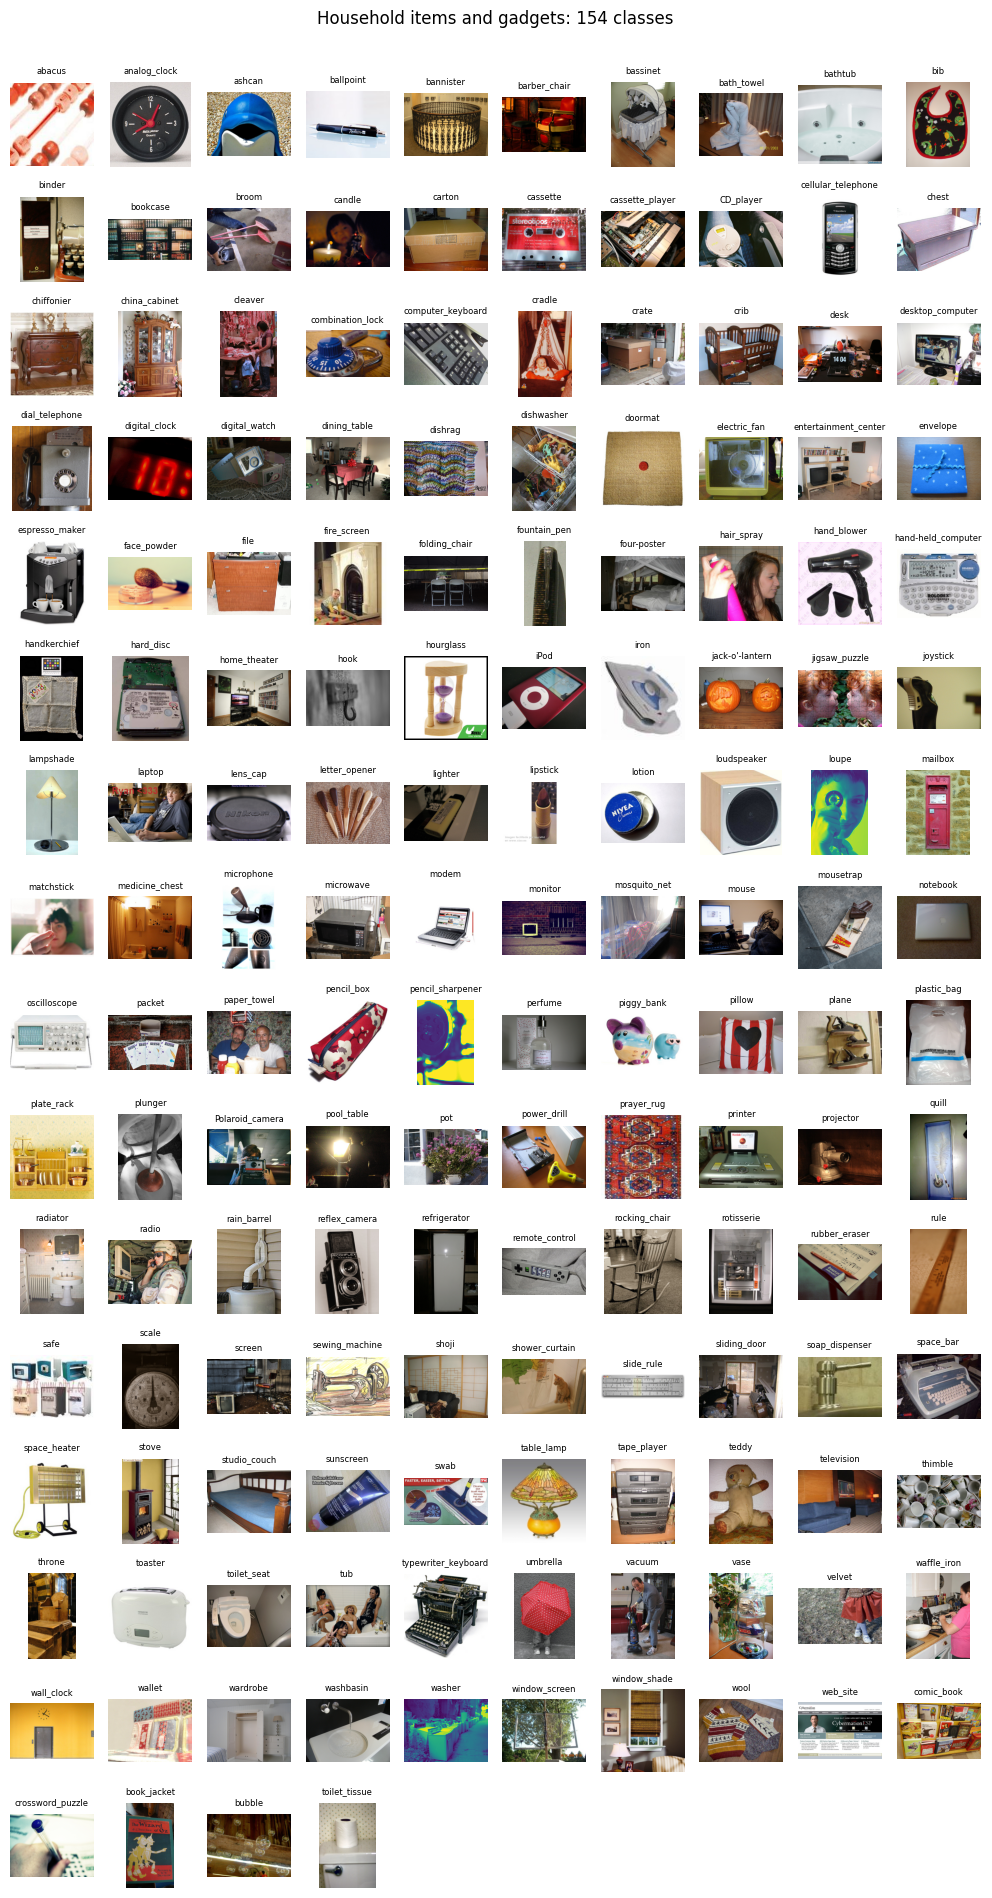 Household items and gadgets: 154 classes
abacus analog_clock ashcan ballpoint bannister barber_chair bassinet bath_towel bathtub bib
binder bookcase broom candle carton cassette cassette_player CD_player cellular_telephone chest
chiffonier china_cabinet cleaver combination_lock computer_keyboard cradle crate crib desk desktop_computer
dial_telephone digital_clock digital_watch dining_table dishrag dishwasher doormat electric_fan entertainment_center envelope
espresso_maker face_powder file fire_screen folding_chair fountain_pen four-poster hair_spray hand_blower hand-held_computer
handkerchief hard_disc home_theater hook hourglass iPod iron jack-o'-lantern jigsaw_puzzle joystick
lampshade laptop lens_cap letter_opener lighter lipstick lotion loudspeaker loupe mailbox
NIVEA
matchstick medicine_chest microphone microwave modem monitor mosquito_net mouse mousetrap notebook
oscilloscope packet paper_towel pencil_box pencil_sharpener perfume piggy_bank pillow plane plastic_bag
plate_rack plunger Polaroid_camera pool_table pot power_drill prayer_rug printer projector quill
radiator radio rain_barrel reflex_camera refrigerator remote_control rocking_chair rotisserie rubber_eraser rule
safe scale screen sewing_machine shoji shower_curtain slide_rule sliding_door soap_dispenser space_bar
space_heater stove studio_couch sunscreen swab table_lamp tape_player teddy television thimble
throne toaster toilet_seat tub typewriter_keyboard umbrella vacuum vase velvet waffle_iron
wall_clock wallet wardrobe washbasin washer window_screen window_shade wool web_site comic_book
crossword_puzzle book_jacket bubble toilet_tissue